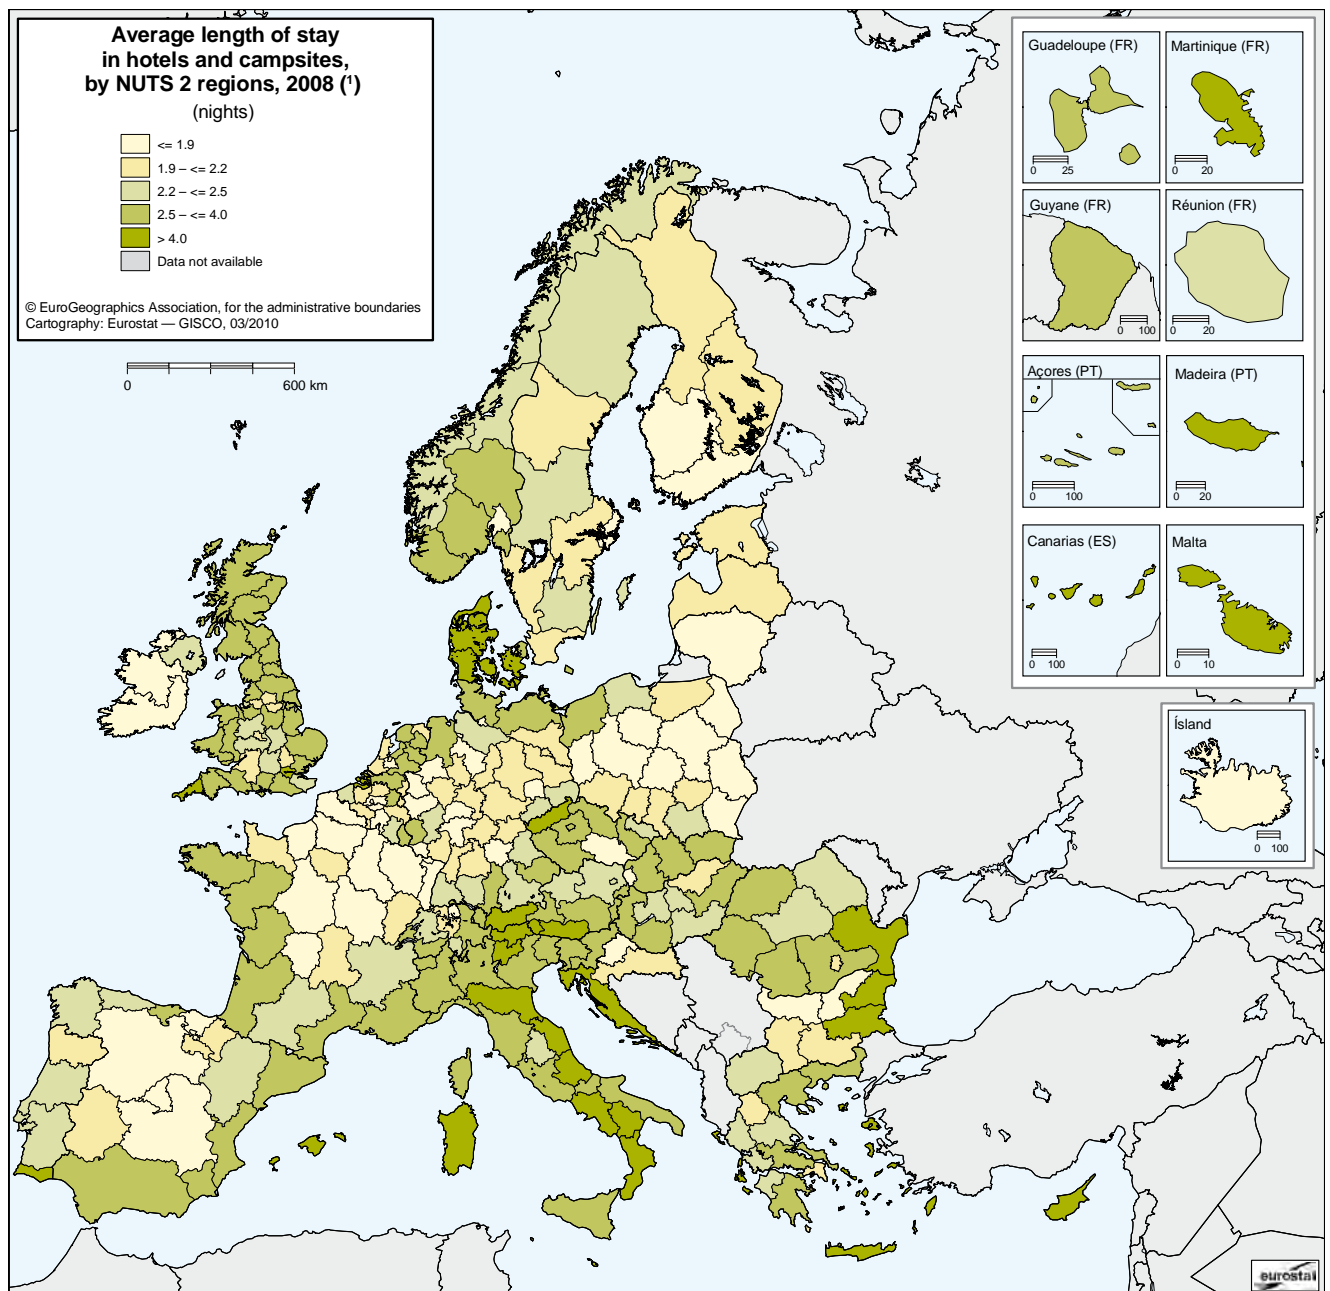 Average length of stay
in hotels and campsites,
by NUTS 2 regions, 2008 (¹)
(nights)
<= 1.9
1.9 – <= 2.2
2.2 – <= 2.5
2.5 – <= 4.0
> 4.0
Data not available
© EuroGeographics Association, for the administrative boundaries
Cartography: Eurostat — GISCO, 03/2010
0 600 km
Guadeloupe (FR)
0 25
Martinique (FR)
0 20
Guyane (FR)
0 100
Réunion (FR)
0 20
Açores (PT)
0 100
Madeira (PT)
0 20
Canarias (ES)
0 100
Malta
0 10
Ísland
0 100
eurostat